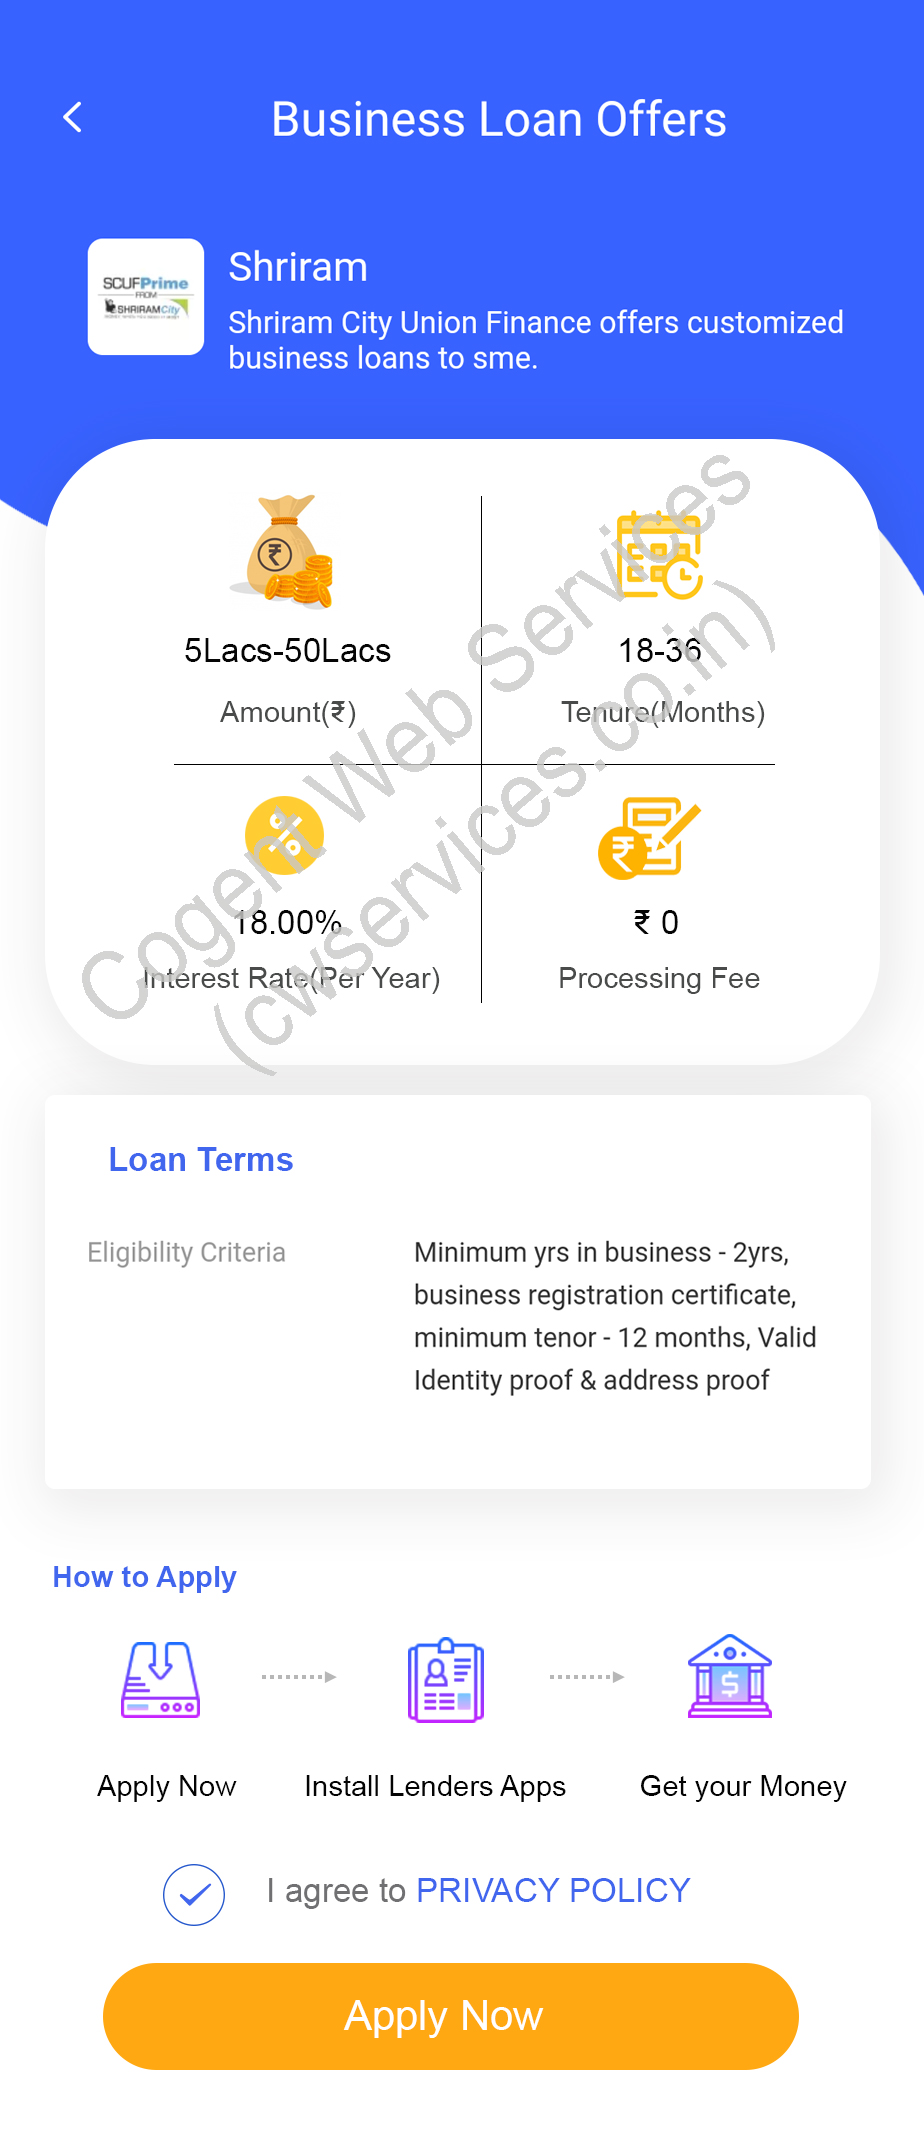 Business Loan Offers
SCUFPrime
FROM
SHRIRAMCity
Shriram
Shriram City Union Finance offers customized
business loans to sme.
₹
5Lacs-50Lacs
Amount(₹)
18-36
Tenure(Months)
%
18.00%
Interest Rate(Per Year)
₹
₹ 0
Processing Fee
Cogent Web Services
(cwservices.co.in)
Loan Terms
Eligibility Criteria
Minimum yrs in business - 2yrs,
business registration certificate,
minimum tenor - 12 months, Valid
Identity proof & address proof
How to Apply
$
Apply Now
Install Lenders Apps
Get your Money
I agree to PRIVACY POLICY
Apply Now